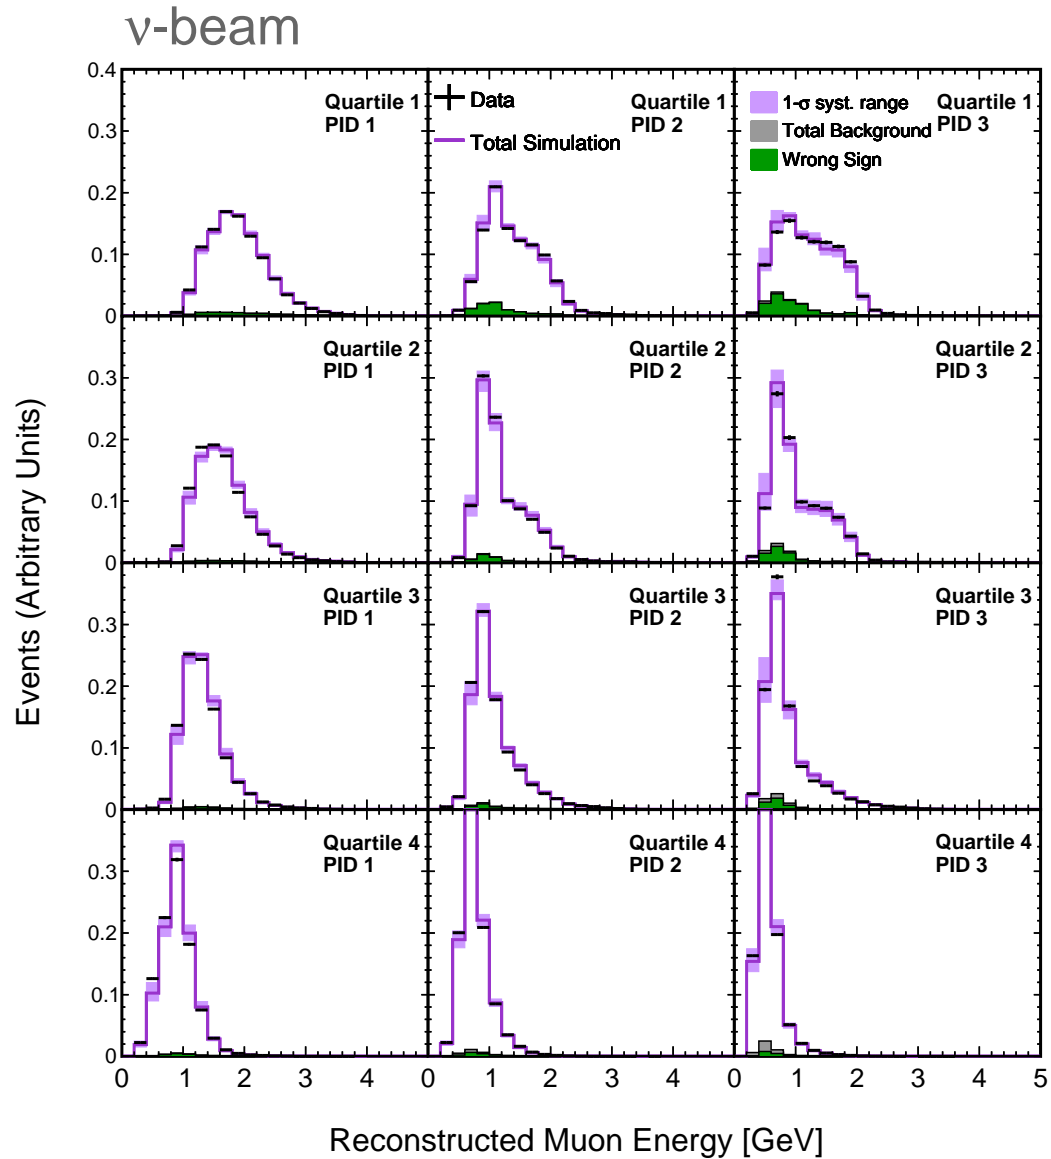 ν-beam
0.4
0.3
0.2
0.1
0
Quartile 1
PID 1
Data
Total Simulation
Quartile 1
PID 2
1-σ syst. range
Total Background
Wrong Sign
Quartile 1
PID 3
0.3
0.2
0.1
0
Quartile 2
PID 1
Quartile 2
PID 2
Quartile 2
PID 3
0.3
0.2
0.1
0
Quartile 3
PID 1
Quartile 3
PID 2
Quartile 3
PID 3
0.3
0.2
0.1
0
Quartile 4
PID 1
Quartile 4
PID 2
Quartile 4
PID 3
0 1 2 3 4 0 1 2 3 4 0 1 2 3 4 5
Events (Arbitrary Units)
Reconstructed Muon Energy [GeV]